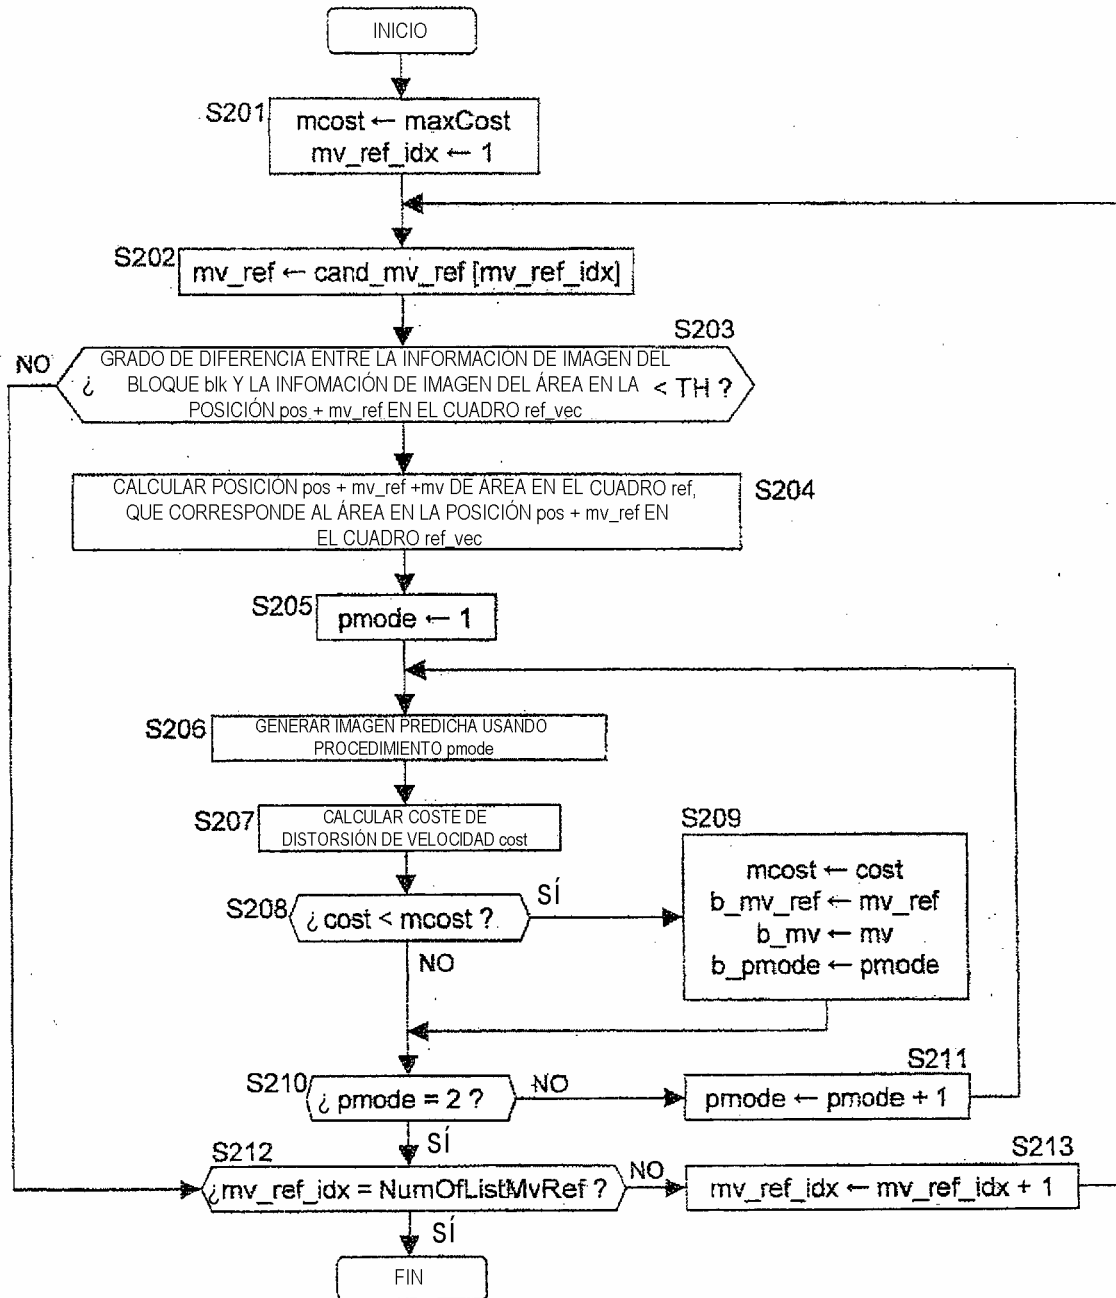 INICIO
S201
mcost ← maxCost
mv_ref_idx ← 1
S202
mv_ref ← cand_mv_ref [mv_ref_idx]
S203
NO
¿
GRADO DE DIFERENCIA ENTRE LA INFORMACIÓN DE IMAGEN DEL
BLOQUE blk Y LA INFOMACIÓN DE IMAGEN DEL ÁREA EN LA
POSICIÓN pos + mv_ref EN EL CUADRO ref_vec
< TH ?
CALCULAR POSICIÓN pos + mv_ref +mv DE ÁREA EN EL CUADRO ref,
QUE CORRESPONDE AL ÁREA EN LA POSICIÓN pos + mv_ref EN
EL CUADRO ref_vec
S204
S205
pmode ← 1
S206
GENERAR IMAGEN PREDICHA USANDO
PROCEDIMIENTO pmode
S207
CALCULAR COSTE DE
DISTORSIÓN DE VELOCIDAD cost
S208
¿ cost < mcost ?
SÍ
NO
S209
mcost ← cost
b_mv_ref ← mv_ref
b_mv ← mv
b_pmode ← pmode
S210
¿ pmode = 2 ?
NO
SÍ
S211
pmode ← pmode + 1
S212
¿mv_ref_idx = NumOfListMvRef ?
NO
SÍ
S213
mv_ref_idx ← mv_ref_idx + 1
FIN